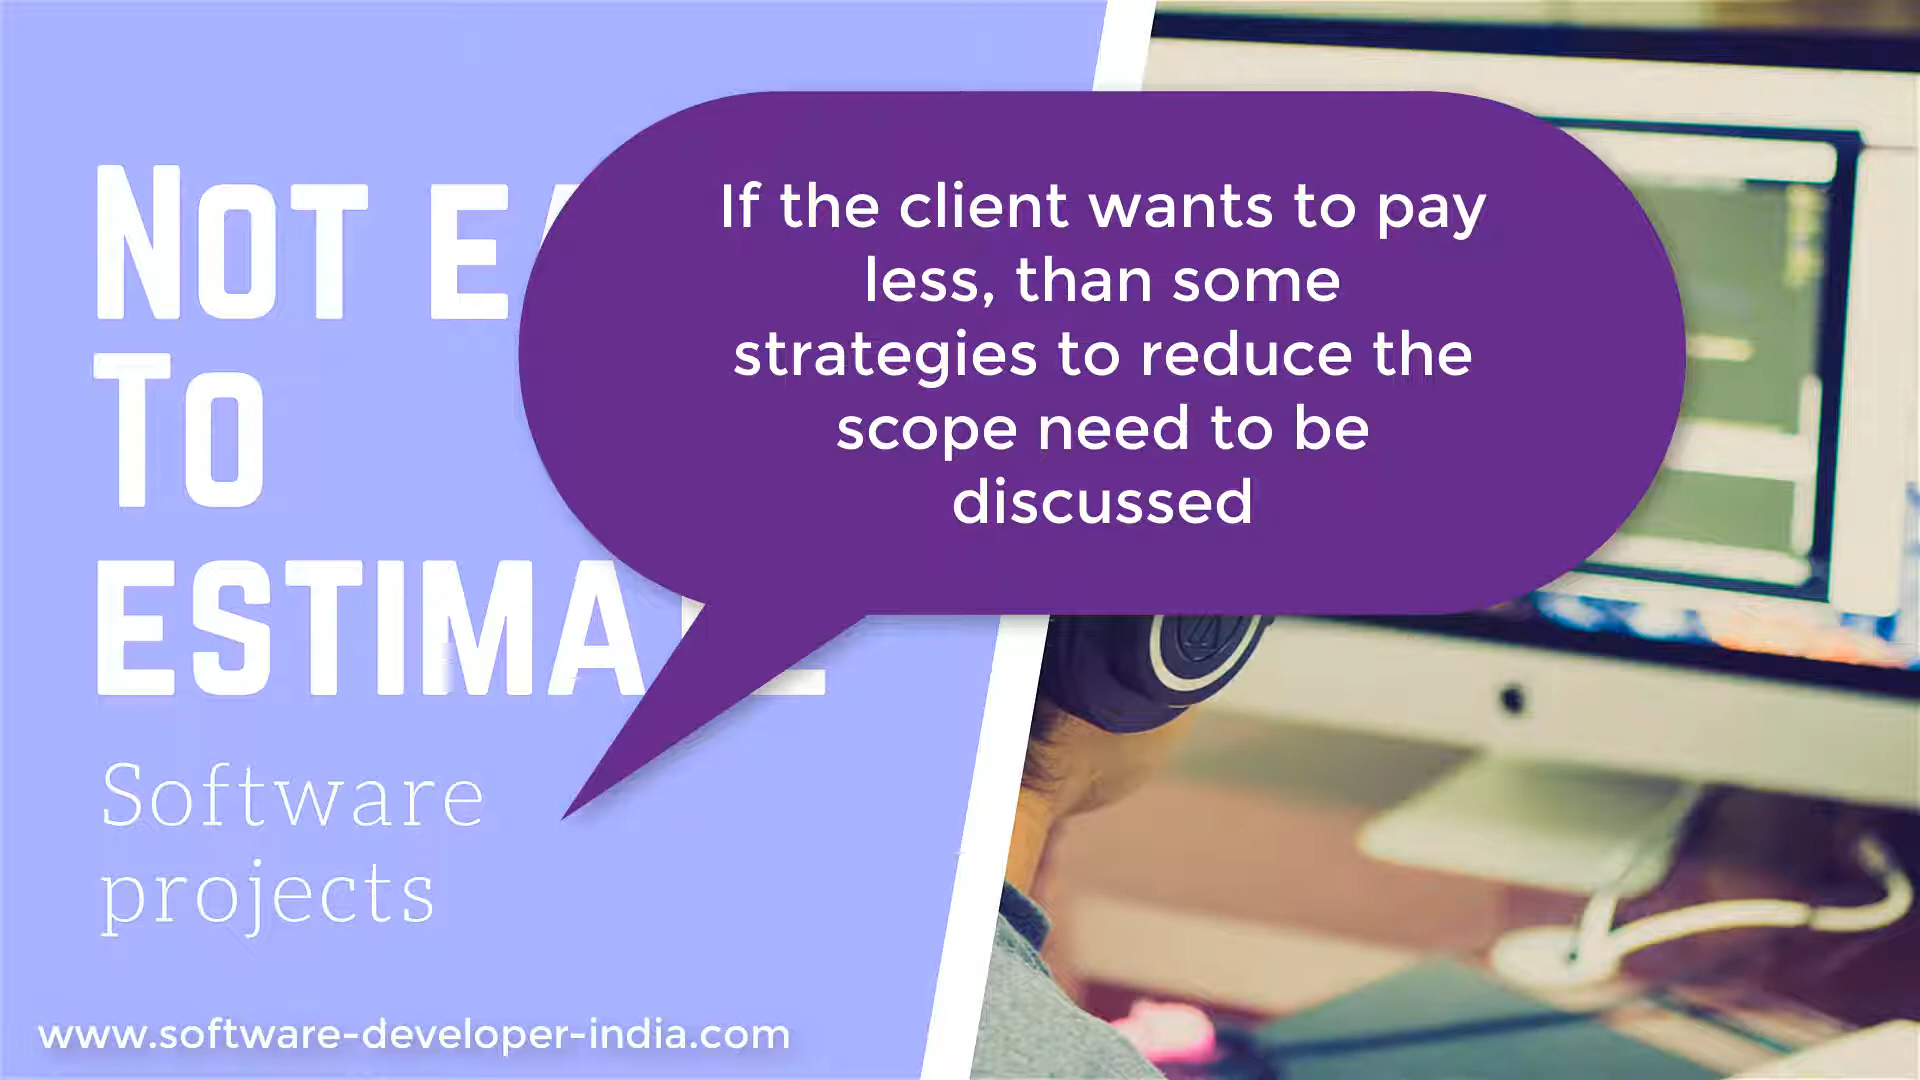 NOT
TO
ESTIMATE
Software
projects
If the client wants to pay
less, than some
strategies to reduce the
scope need to be
discussed
www.software-developer-india.com